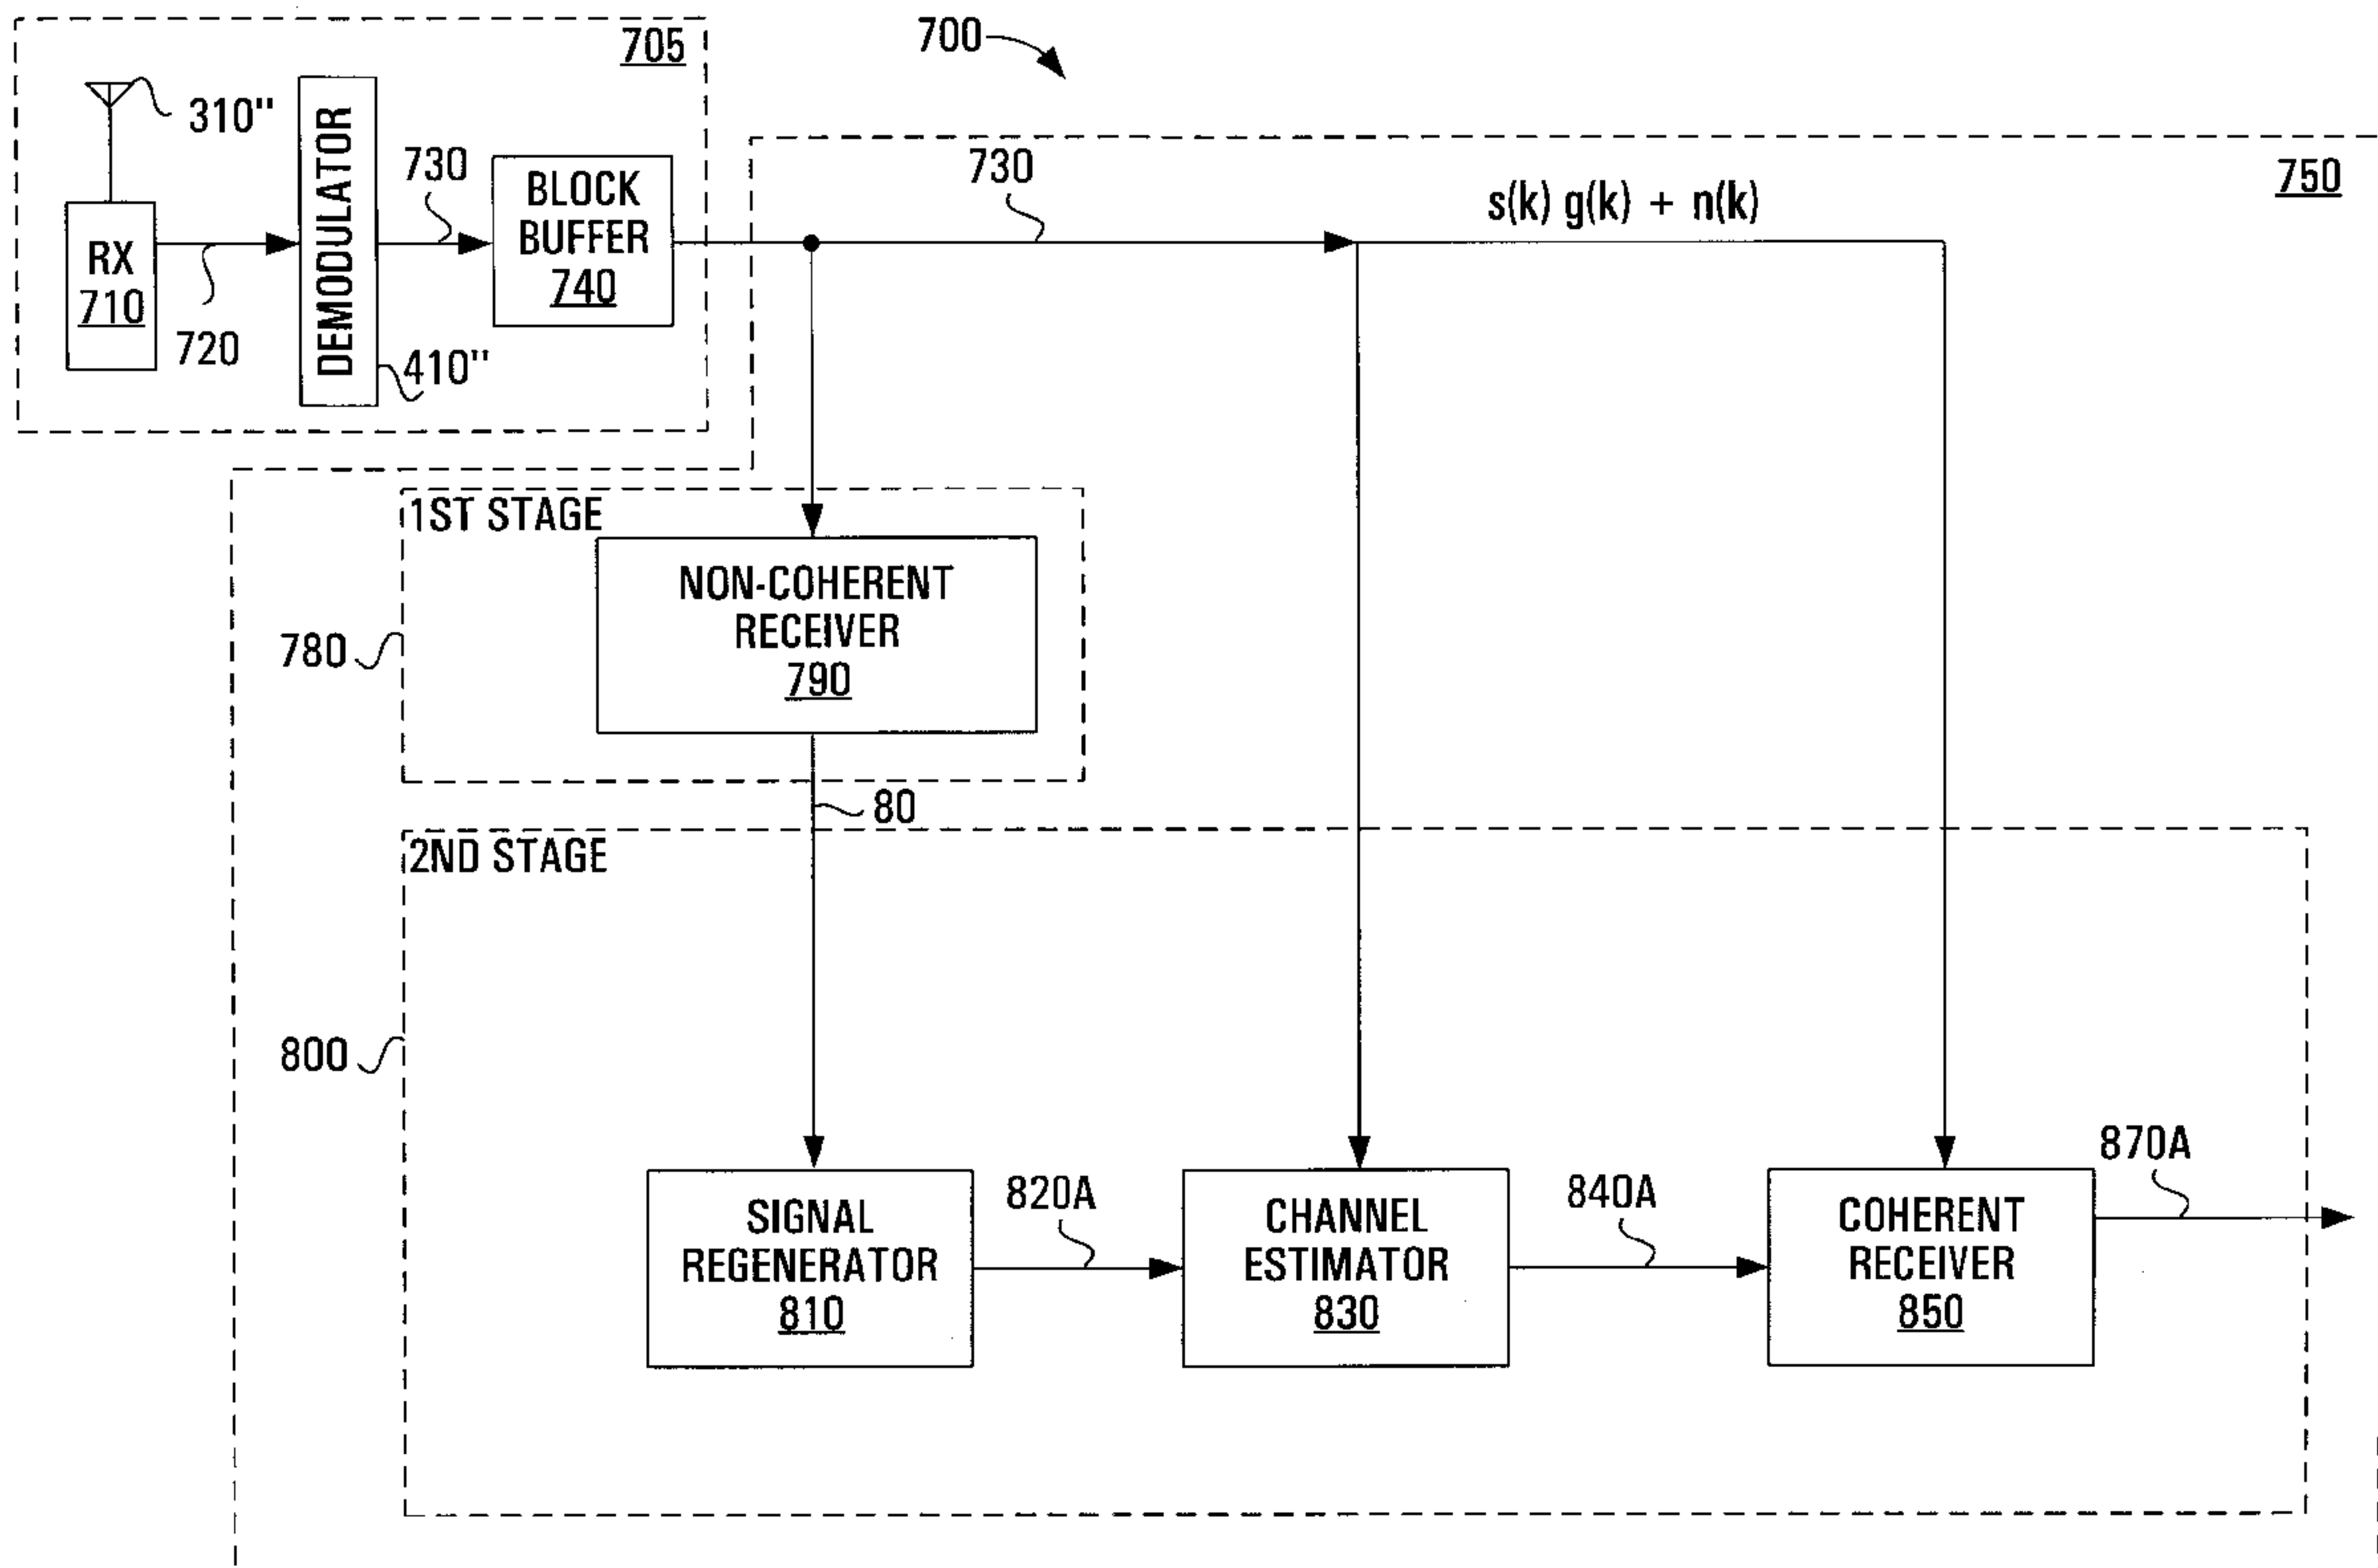 705
700
310"
DEMODULATOR
730
BLOCK
BUFFER
740
730
s(k) g(k) + n(k)
750
RX
710
720
410"
1ST STAGE
NON-COHERENT
RECEIVER
790
780
80
2ND STAGE
800
SIGNAL
REGENERATOR
810
820A
CHANNEL
ESTIMATOR
830
840A
COHERENT
RECEIVER
850
870A